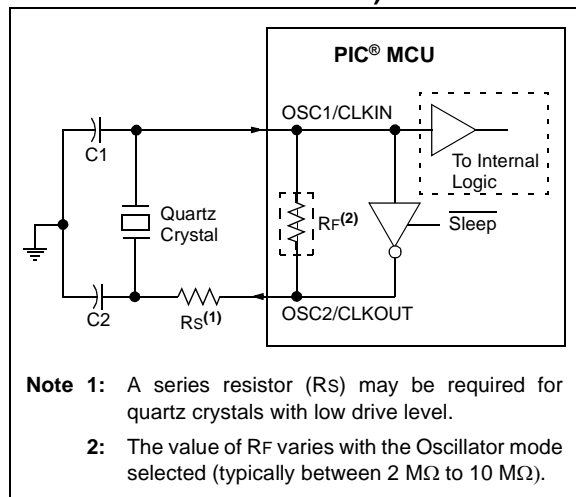 PIC® MCU
OSC1/CLKIN
C1
To Internal
Logic
Quartz
Crystal
RF(2)
Sleep
C2
RS(1)
OSC2/CLKOUT
Note 1: A series resistor (RS) may be required for
quartz crystals with low drive level.
2: The value of RF varies with the Oscillator mode
selected (typically between 2 MΩ to 10 MΩ).